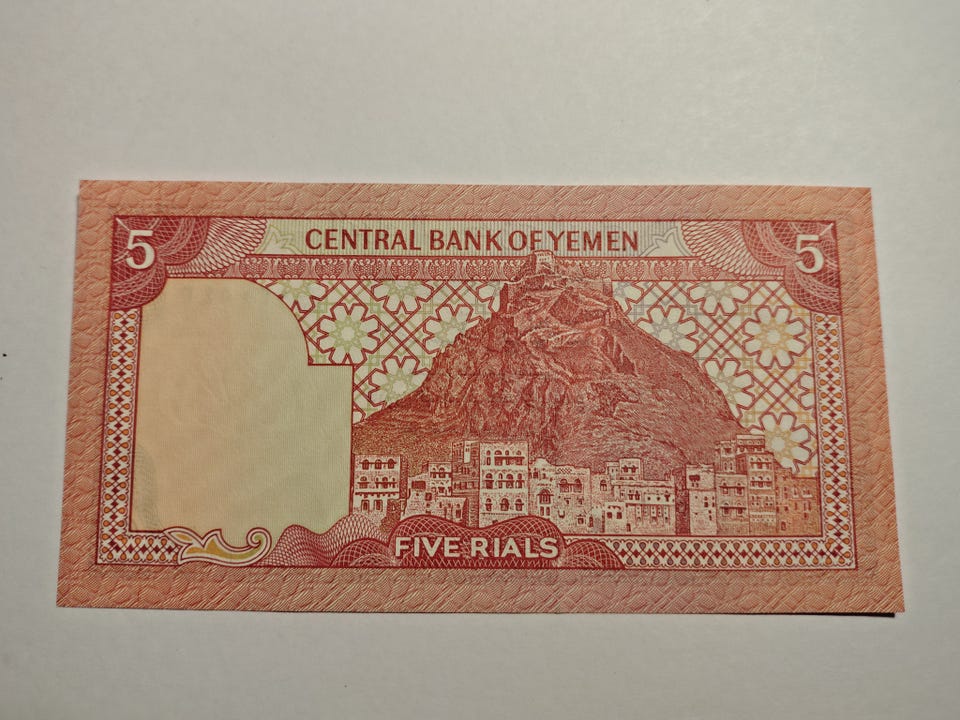 5 CENTRAL BANK OF YEMEN 5
FIVE RIALS